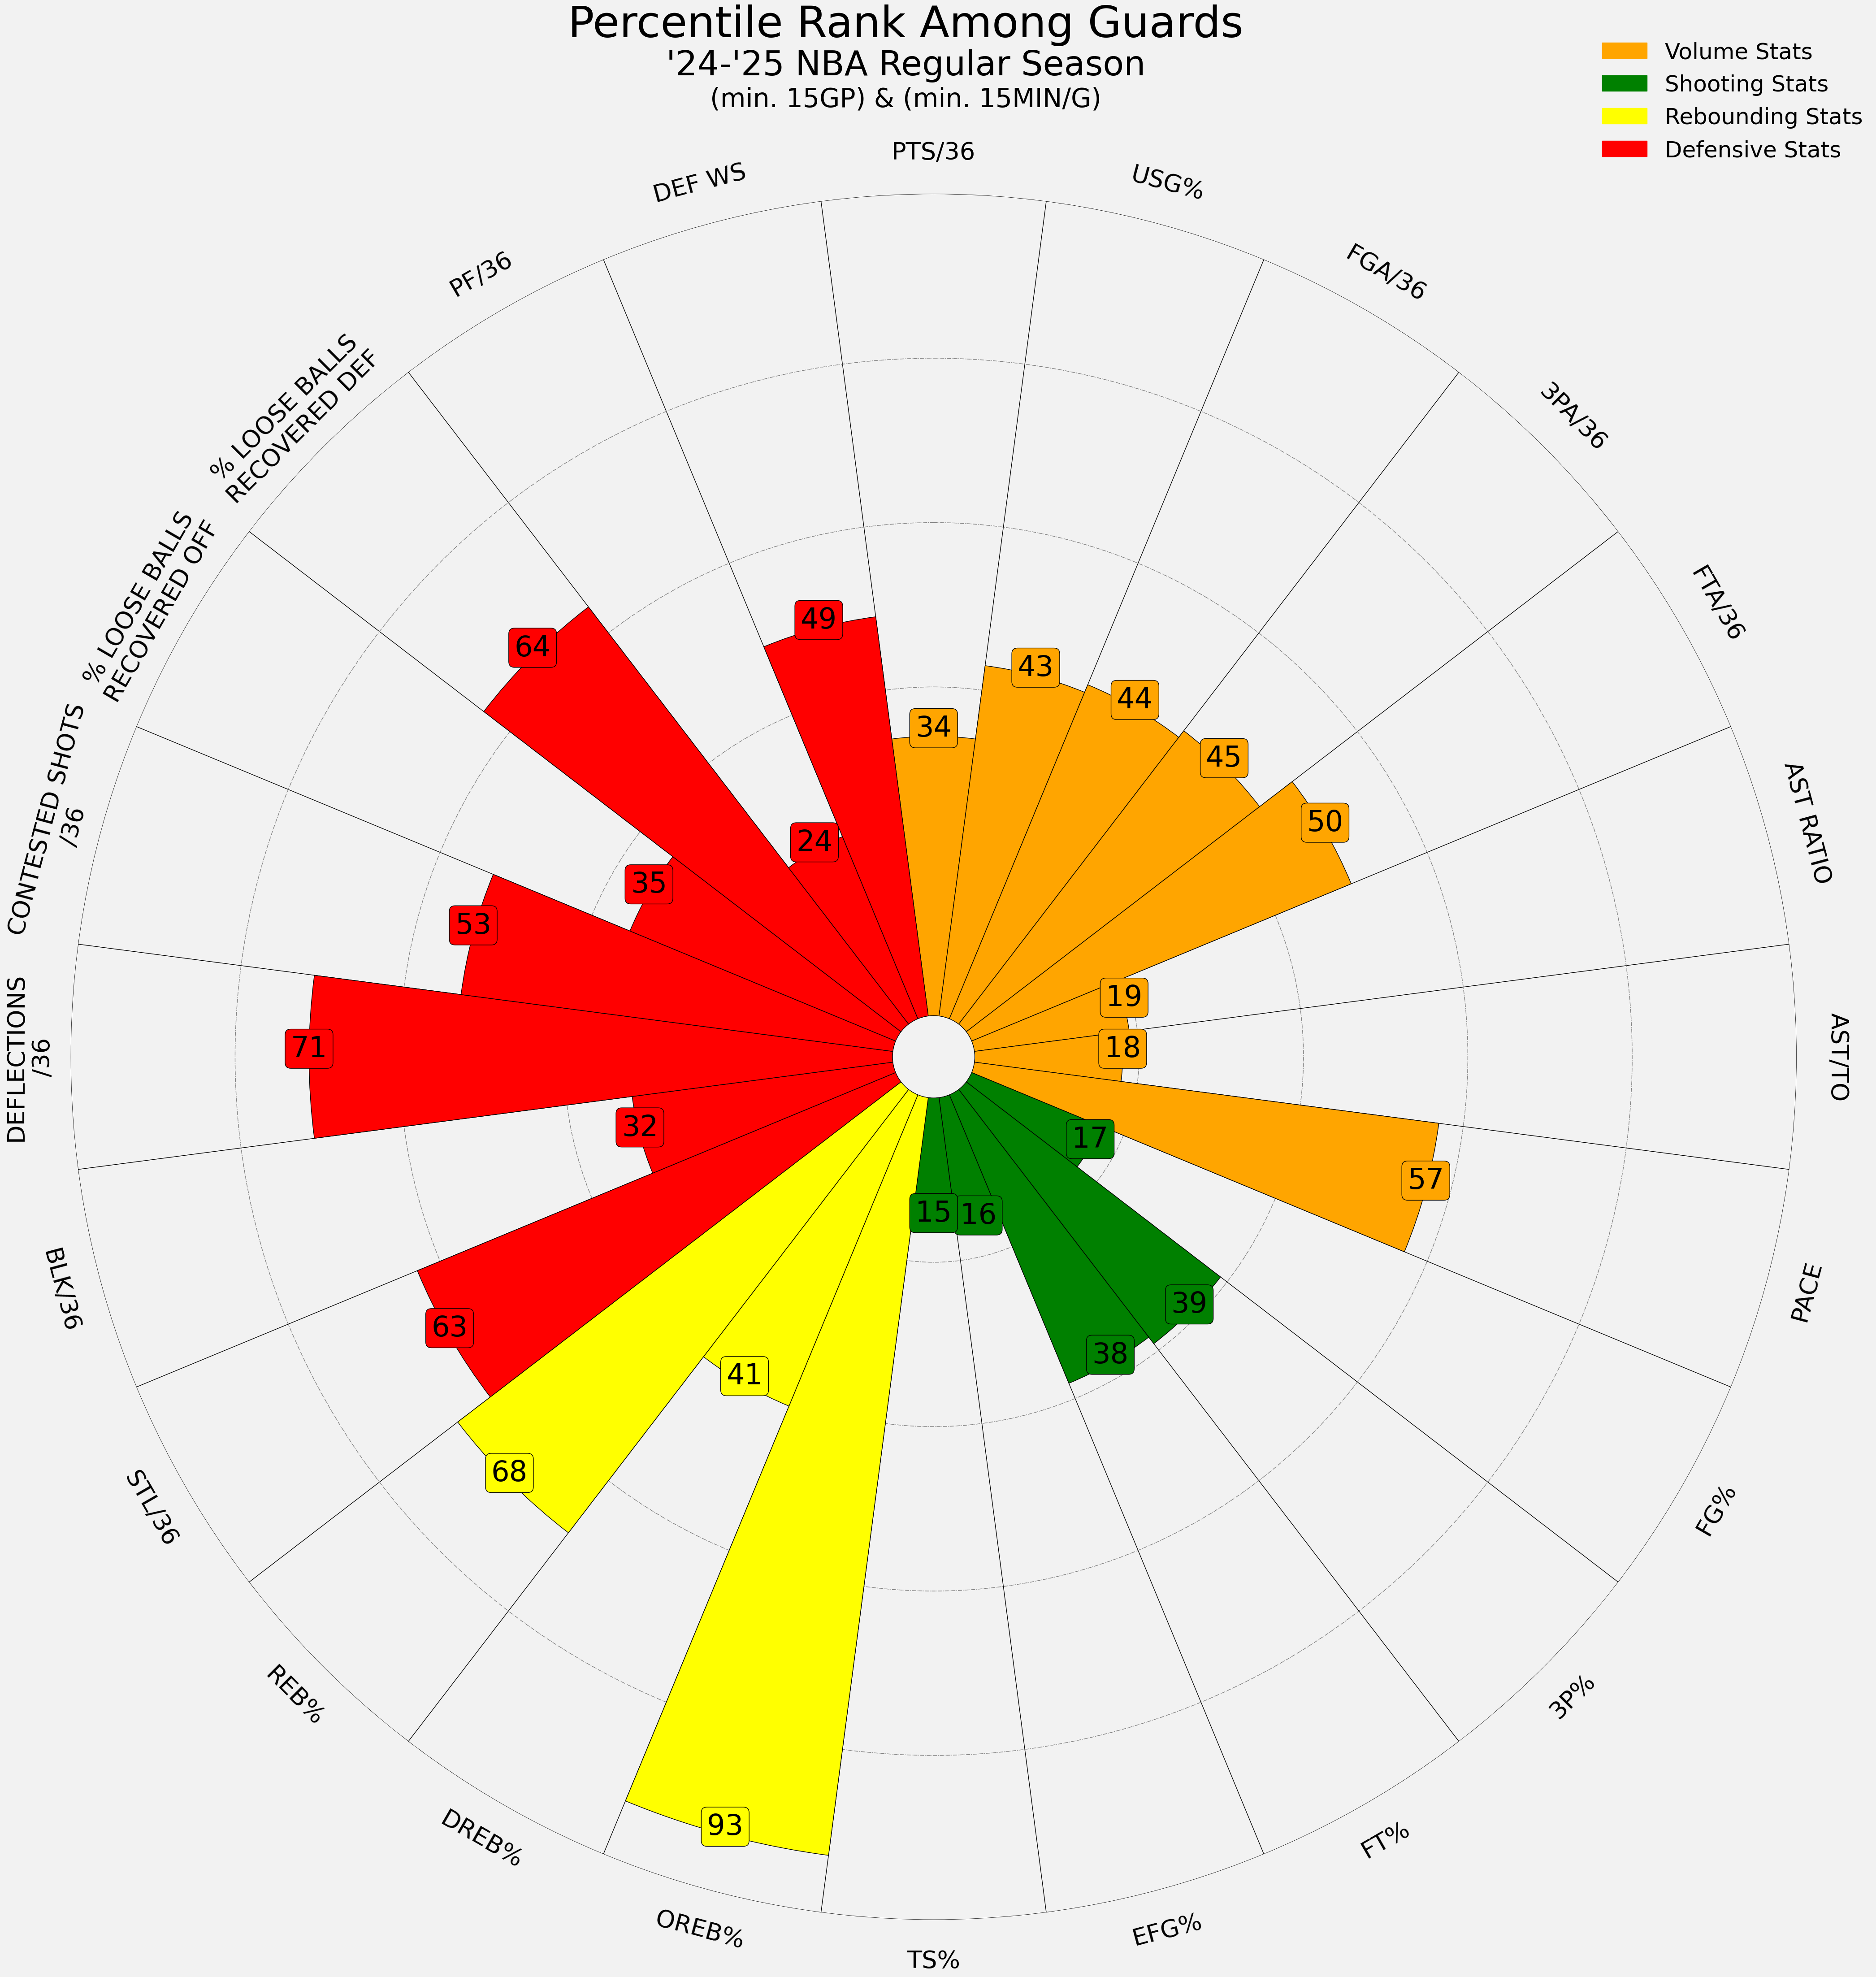 Percentile Rank Among Guards
'24-'25 NBA Regular Season
(min. 15GP) & (min. 15MIN/G)
Volume Stats
Shooting Stats
Rebounding Stats
Defensive Stats
PTS/36
USG%
FGA/36
3PA/36
FTA/36
AST RATIO
AST/TO
PACE
FG%
3P%
FT%
EFG%
TS%
OREB%
DREB%
REB%
STL/36
BLK/36
DEFLECTIONS
/36
CONTESTED SHOTS
/36
% LOOSE BALLS
RECOVERED OFF
% LOOSE BALLS
RECOVERED DEF
PF/36
DEF WS
34
43
44
45
50
19
18
57
17
39
38
16
15
93
41
68
63
32
71
53
35
64
24
49